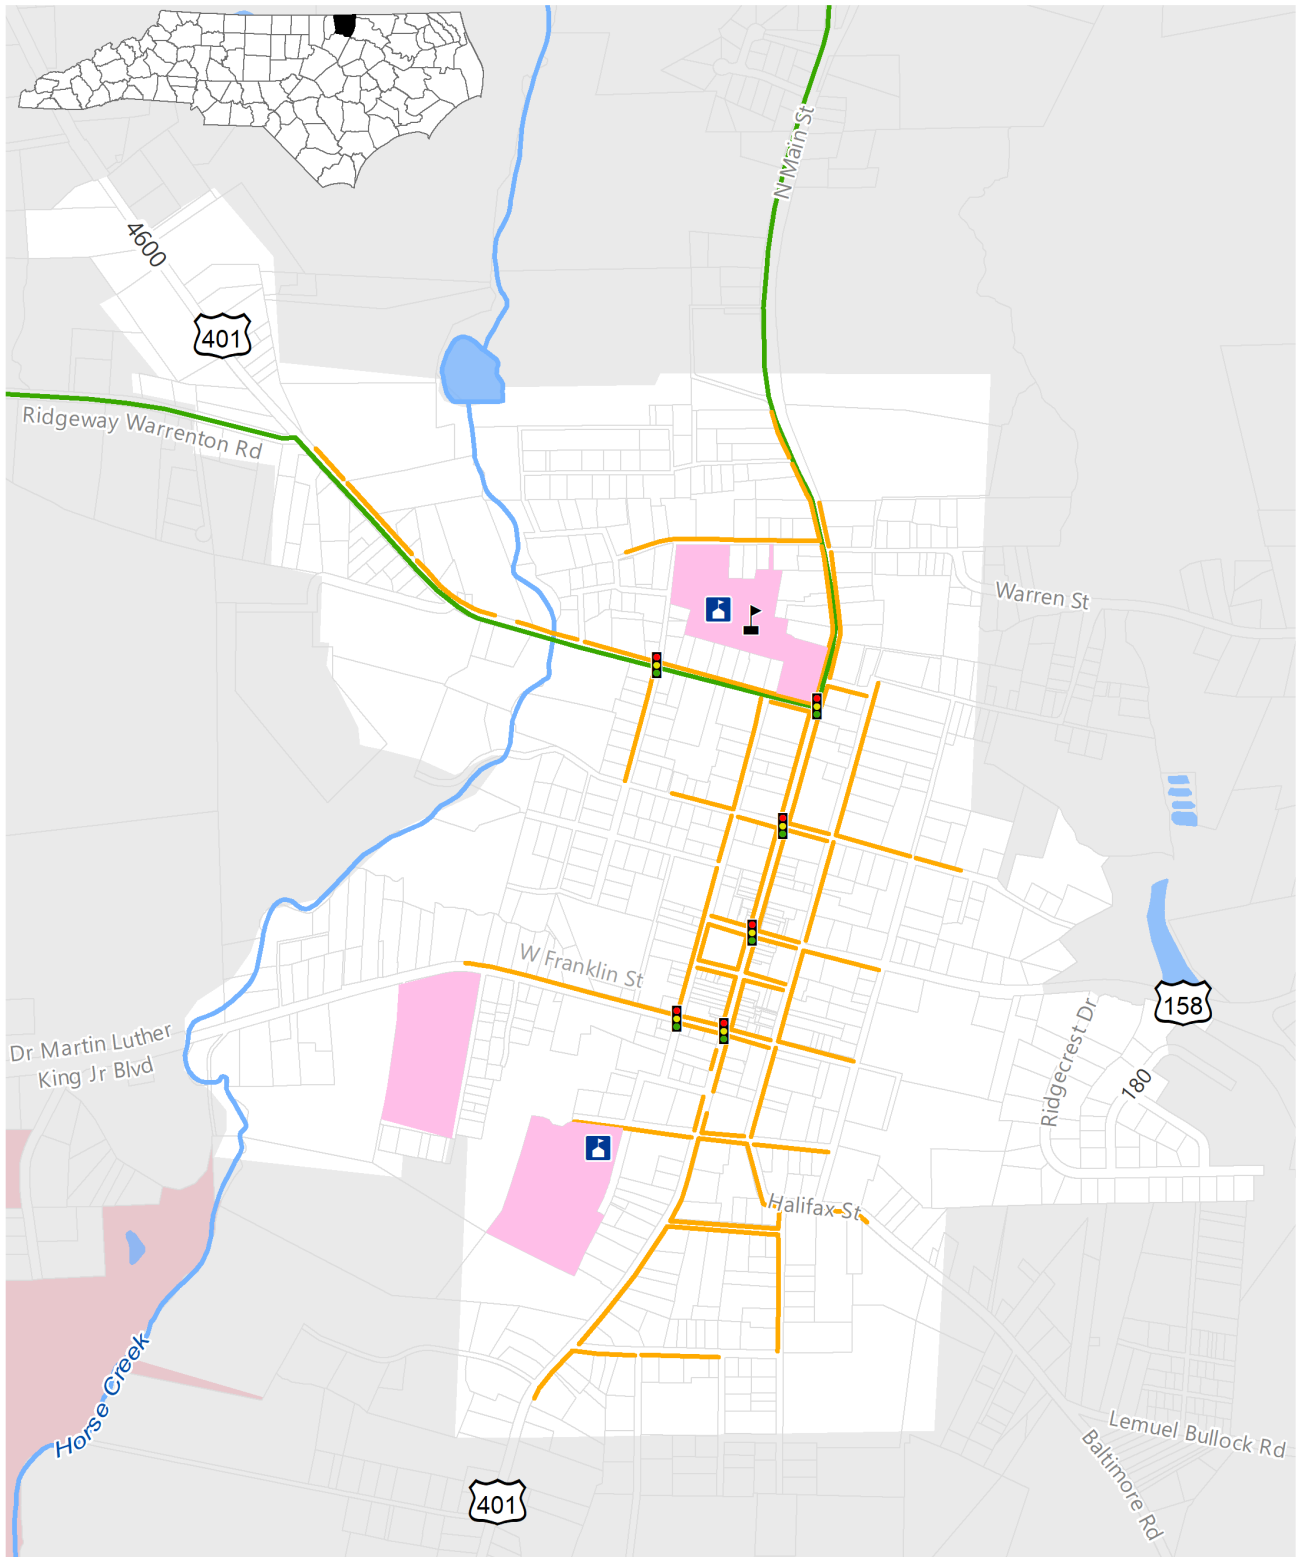 N Main St
4600
401
Ridgeway Warrenton Rd
Warren St
W Franklin St
158
Dr Martin Luther
King Jr Blvd
Ridgecrest Dr
180
Halifax St
Horse Creek
Lemuel Bullock Rd
Baltimore Rd
401